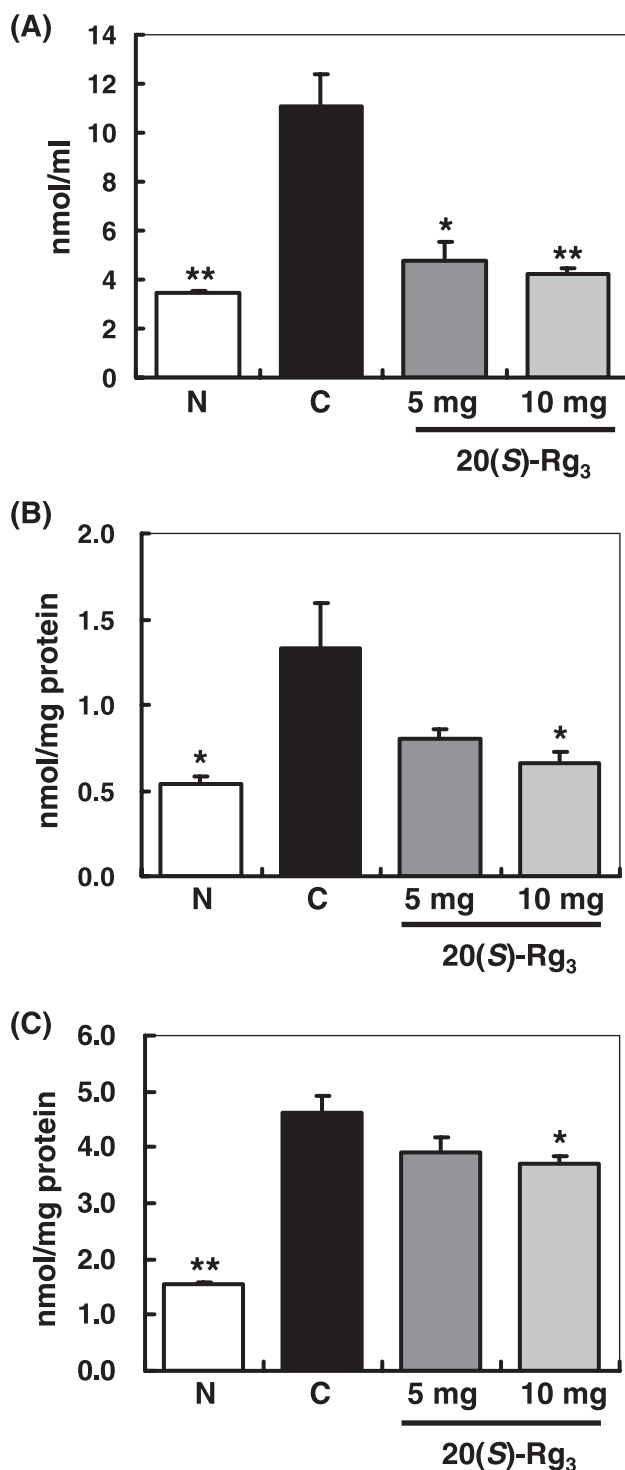 (A)
14
12
10
8
6
4
2
0
nmol/ml
**
*
**
N C 5 mg 10 mg
20(S)-Rg₃
(B)
2.0
1.5
1.0
0.5
0.0
nmol/mg protein
*
*
N C 5 mg 10 mg
20(S)-Rg₃
(C)
6.0
5.0
4.0
3.0
2.0
1.0
0.0
nmol/mg protein
**
*
N C 5 mg 10 mg
20(S)-Rg₃